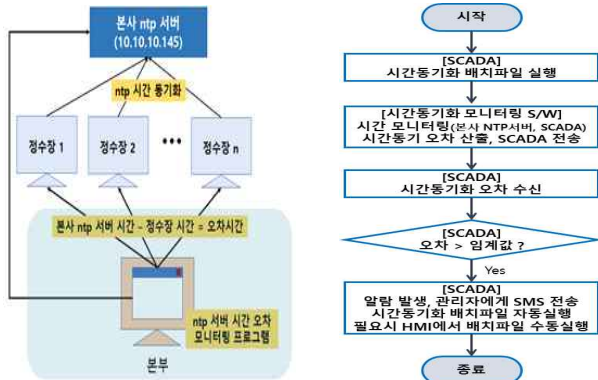 본사 ntp 서버
(10.10.10.145)
ntp 시간 동기화
정수장 1
정수장 2
•••
정수장 n
본사 ntp 서버 시간 – 정수장 시간 = 오차시간
ntp 서버 시간 오차
모니터링 프로그램
본부
시작
[SCADA]
시간동기화 배치파일 실행
[시간동기화 모니터링 S/W]
시간 모니터링(본사 NTP서버, SCADA)
시간동기 오차 산출, SCADA 전송
[SCADA]
시간동기화 오차 수신
[SCADA]
오차 > 임계값 ?
Yes
[SCADA]
알람 발생, 관리자에게 SMS 전송
시간동기화 배치파일 자동실행
필요시 HMI에서 배치파일 수동실행
종료